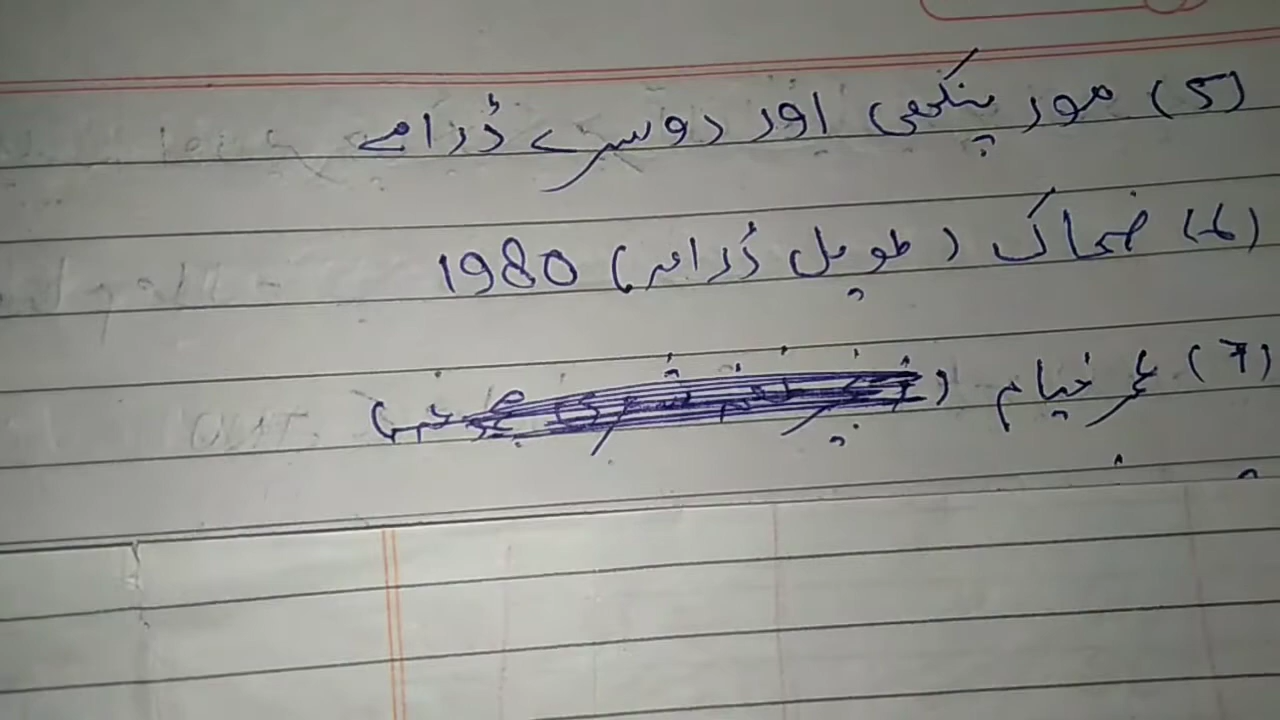 (5) مور پنکھی اور دوسرے ڈرامے
(6) ضحاک (طویل ڈرامہ) 1980
(7) عمر خیام